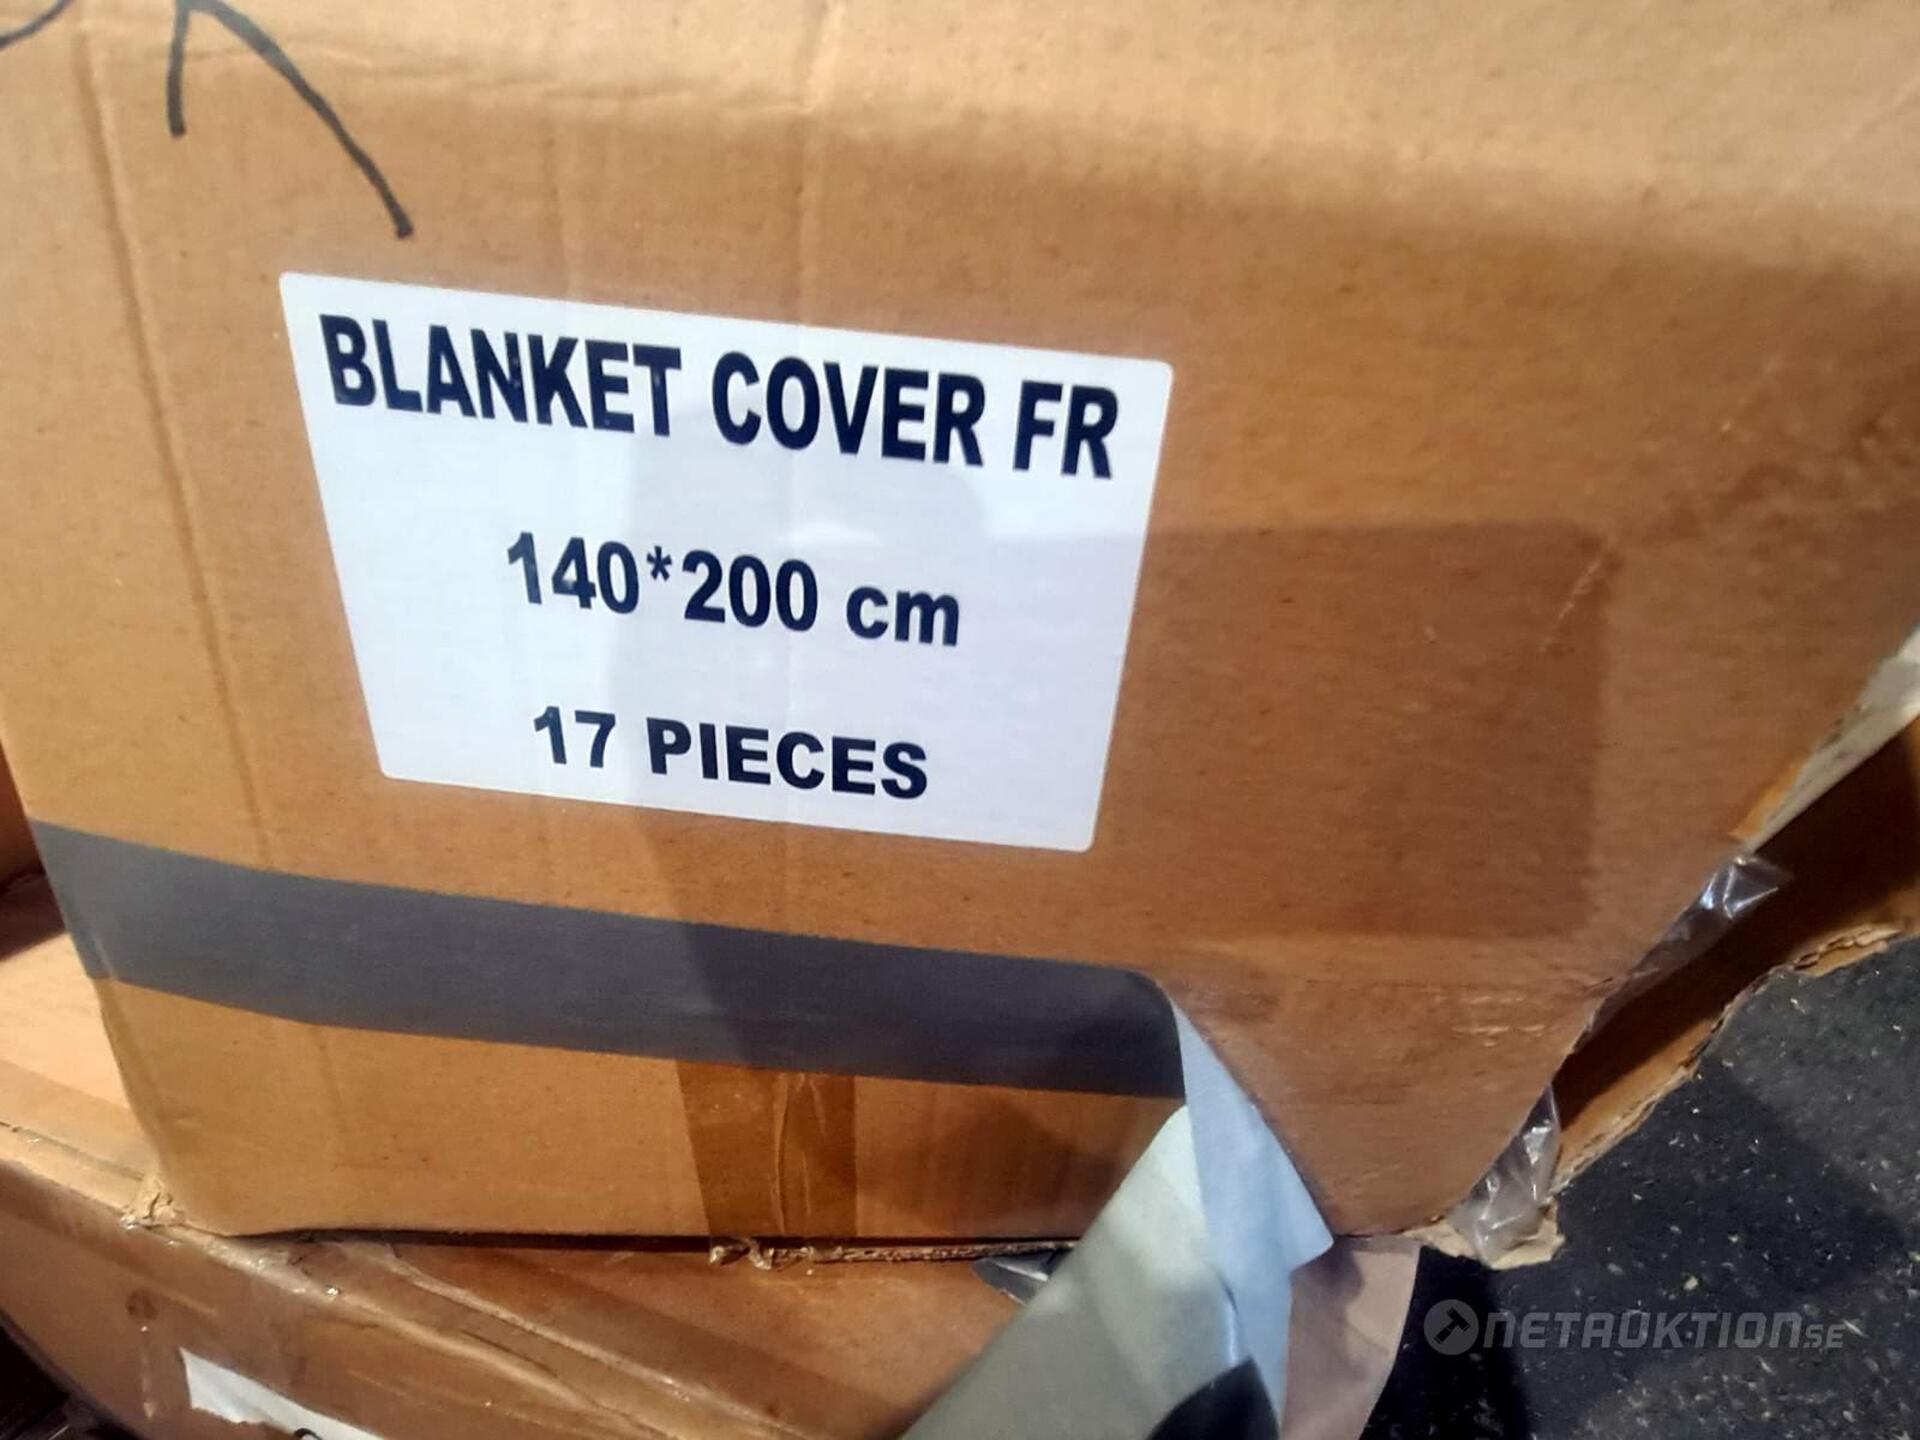 BLANKET COVER FR
140*200 cm
17 PIECES
NETAUKTION.SE